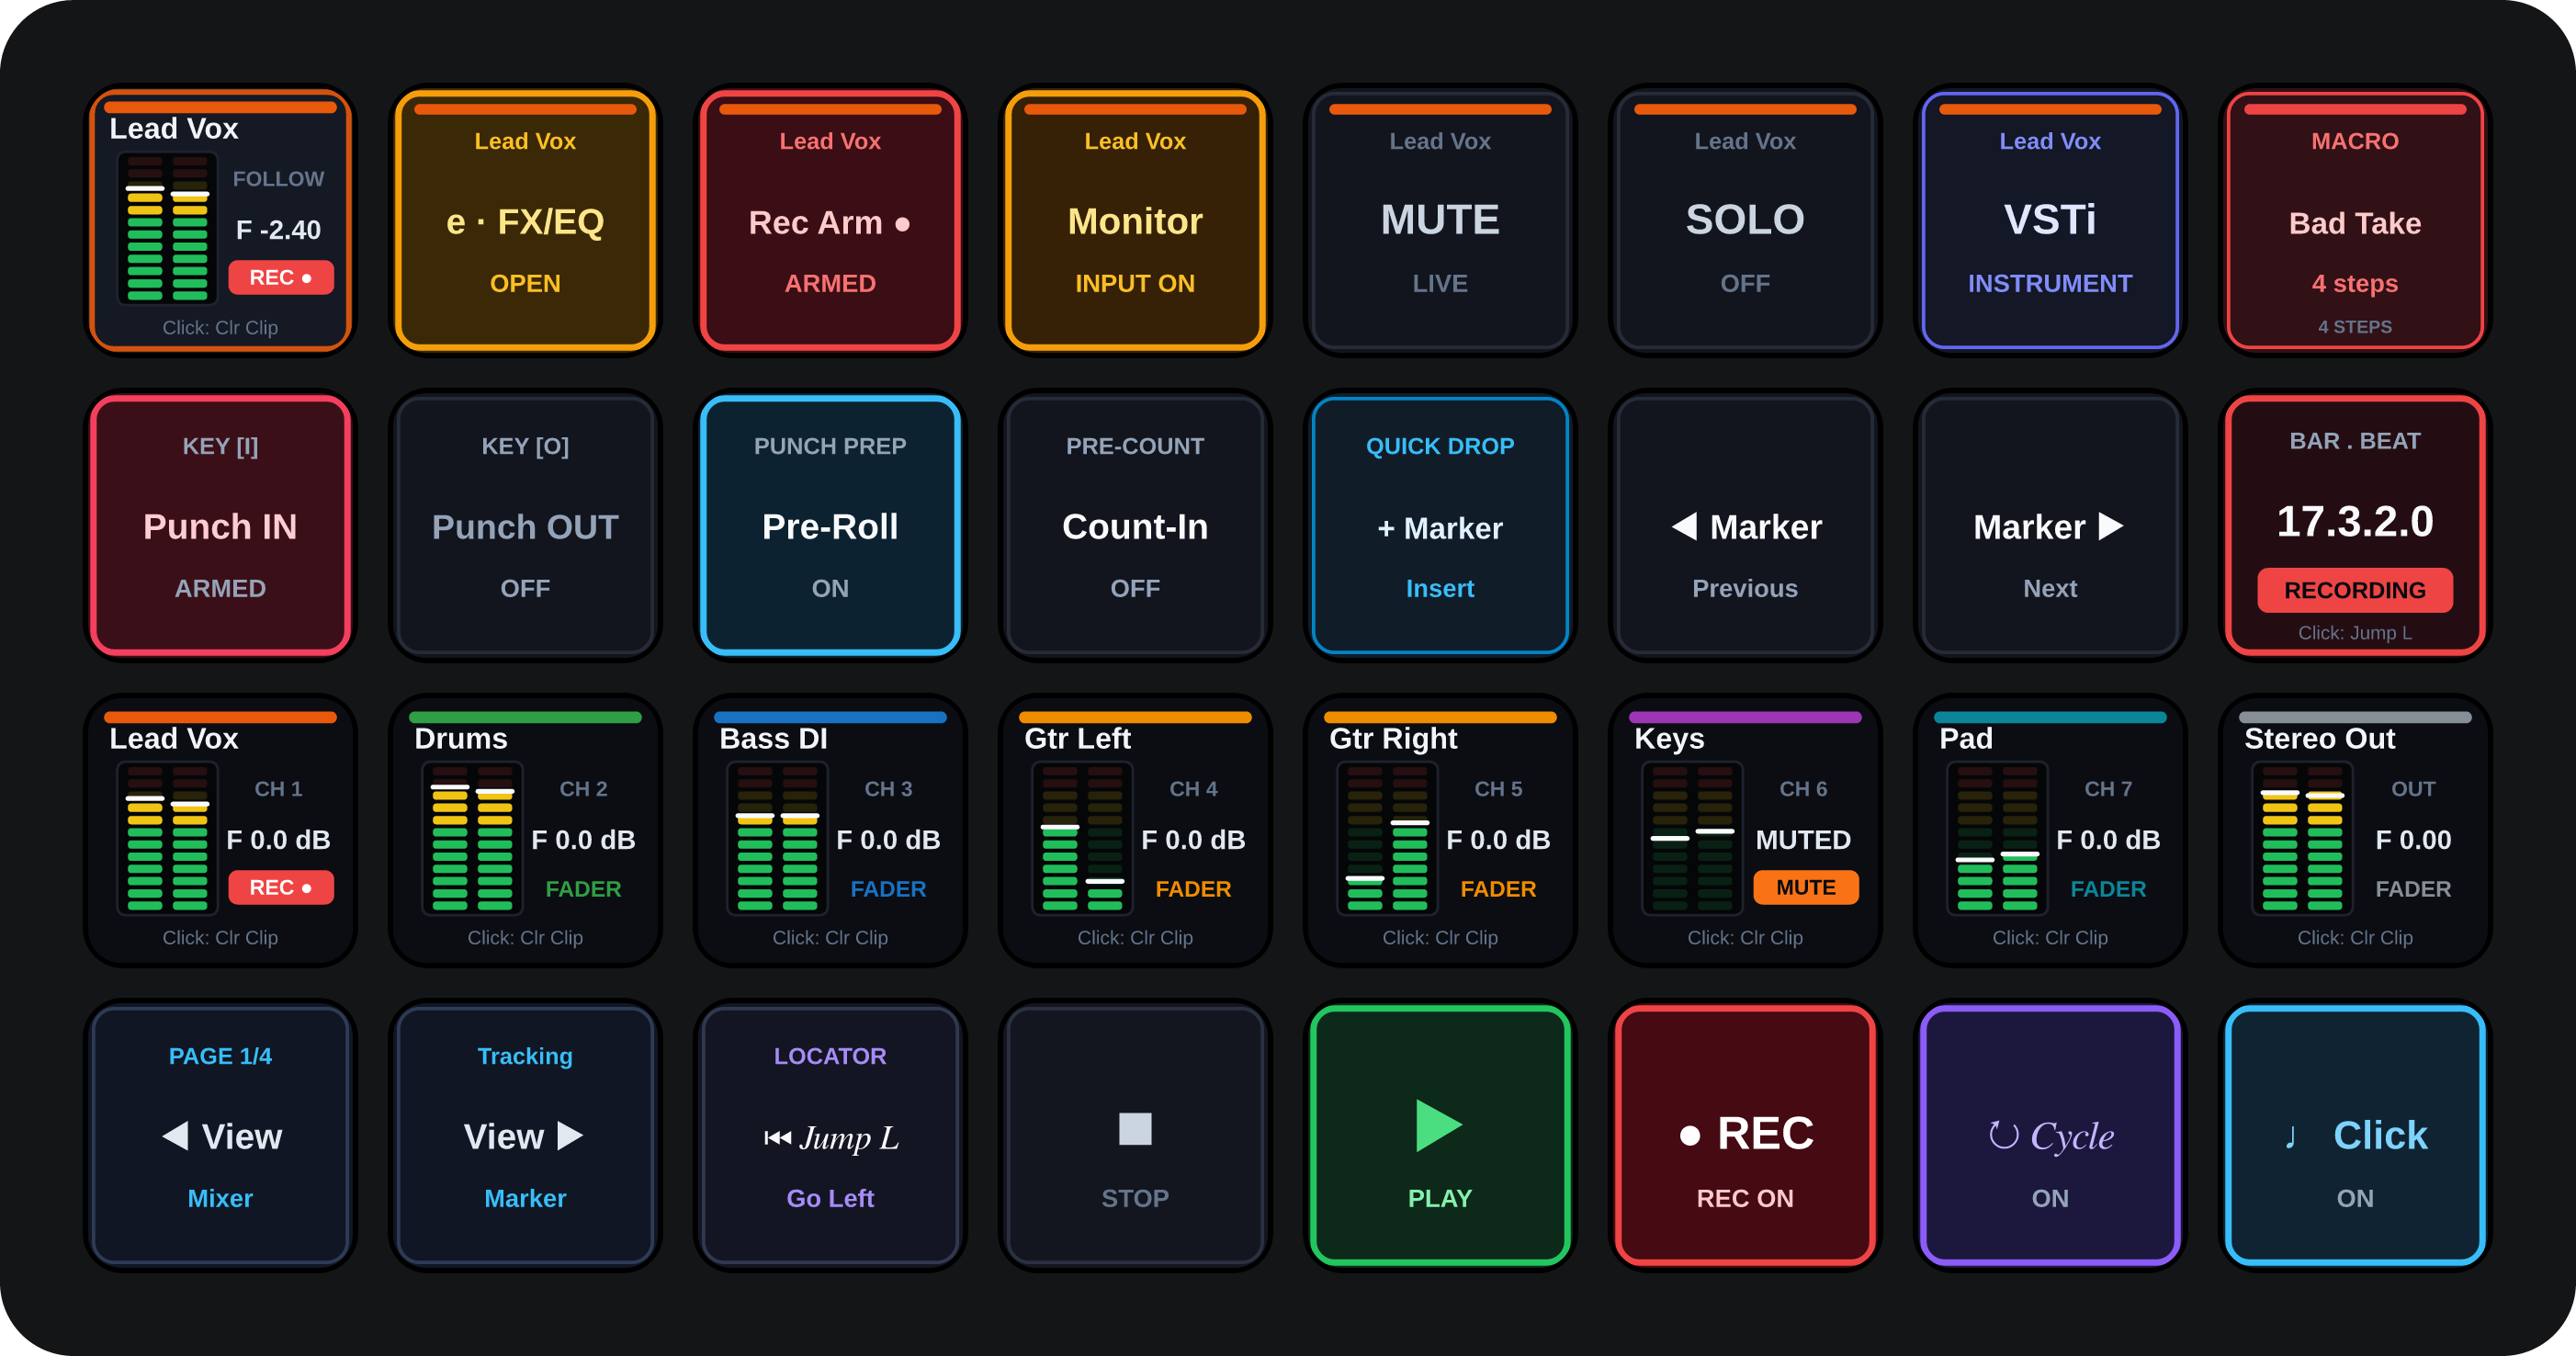 Lead Vox
FOLLOW
F -2.40
REC ●
Click: Clr Clip
Lead Vox
e · FX/EQ
OPEN
Lead Vox
Rec Arm ●
ARMED
Lead Vox
Monitor
INPUT ON
Lead Vox
MUTE
LIVE
Lead Vox
SOLO
OFF
Lead Vox
VSTi
INSTRUMENT
MACRO
Bad Take
4 steps
4 STEPS
KEY [I]
Punch IN
ARMED
KEY [O]
Punch OUT
OFF
PUNCH PREP
Pre-Roll
ON
PRE-COUNT
Count-In
OFF
QUICK DROP
+ Marker
Insert
◀ Marker
Previous
Marker ▶
Next
BAR . BEAT
17.3.2.0
RECORDING
Click: Jump L
Lead Vox
CH 1
F 0.0 dB
REC ●
Click: Clr Clip
Drums
CH 2
F 0.0 dB
FADER
Click: Clr Clip
Bass DI
CH 3
F 0.0 dB
FADER
Click: Clr Clip
Gtr Left
CH 4
F 0.0 dB
FADER
Click: Clr Clip
Gtr Right
CH 5
F 0.0 dB
FADER
Click: Clr Clip
Keys
CH 6
MUTED
MUTE
Click: Clr Clip
Pad
CH 7
F 0.0 dB
FADER
Click: Clr Clip
Stereo Out
OUT
F 0.00
FADER
Click: Clr Clip
PAGE 1/4
◀ View
Mixer
Tracking
View ▶
Marker
LOCATOR
⏮ Jump L
Go Left
■
STOP
▶
PLAY
● REC
REC ON
↻ Cycle
ON
♩ Click
ON